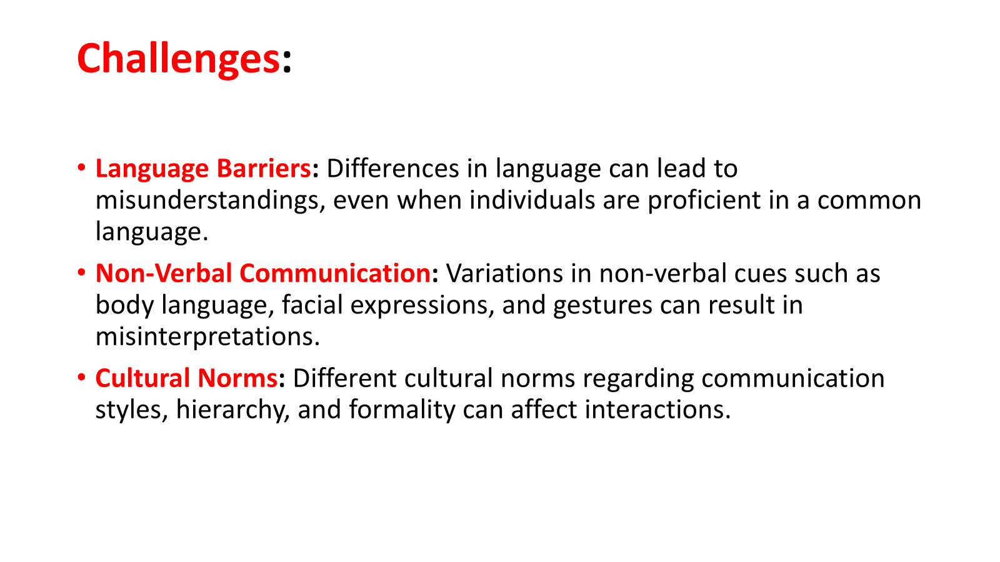 Challenges:
• Language Barriers: Differences in language can lead to
misunderstandings, even when individuals are proficient in a common
language.
• Non-Verbal Communication: Variations in non-verbal cues such as
body language, facial expressions, and gestures can result in
misinterpretations.
• Cultural Norms: Different cultural norms regarding communication
styles, hierarchy, and formality can affect interactions.